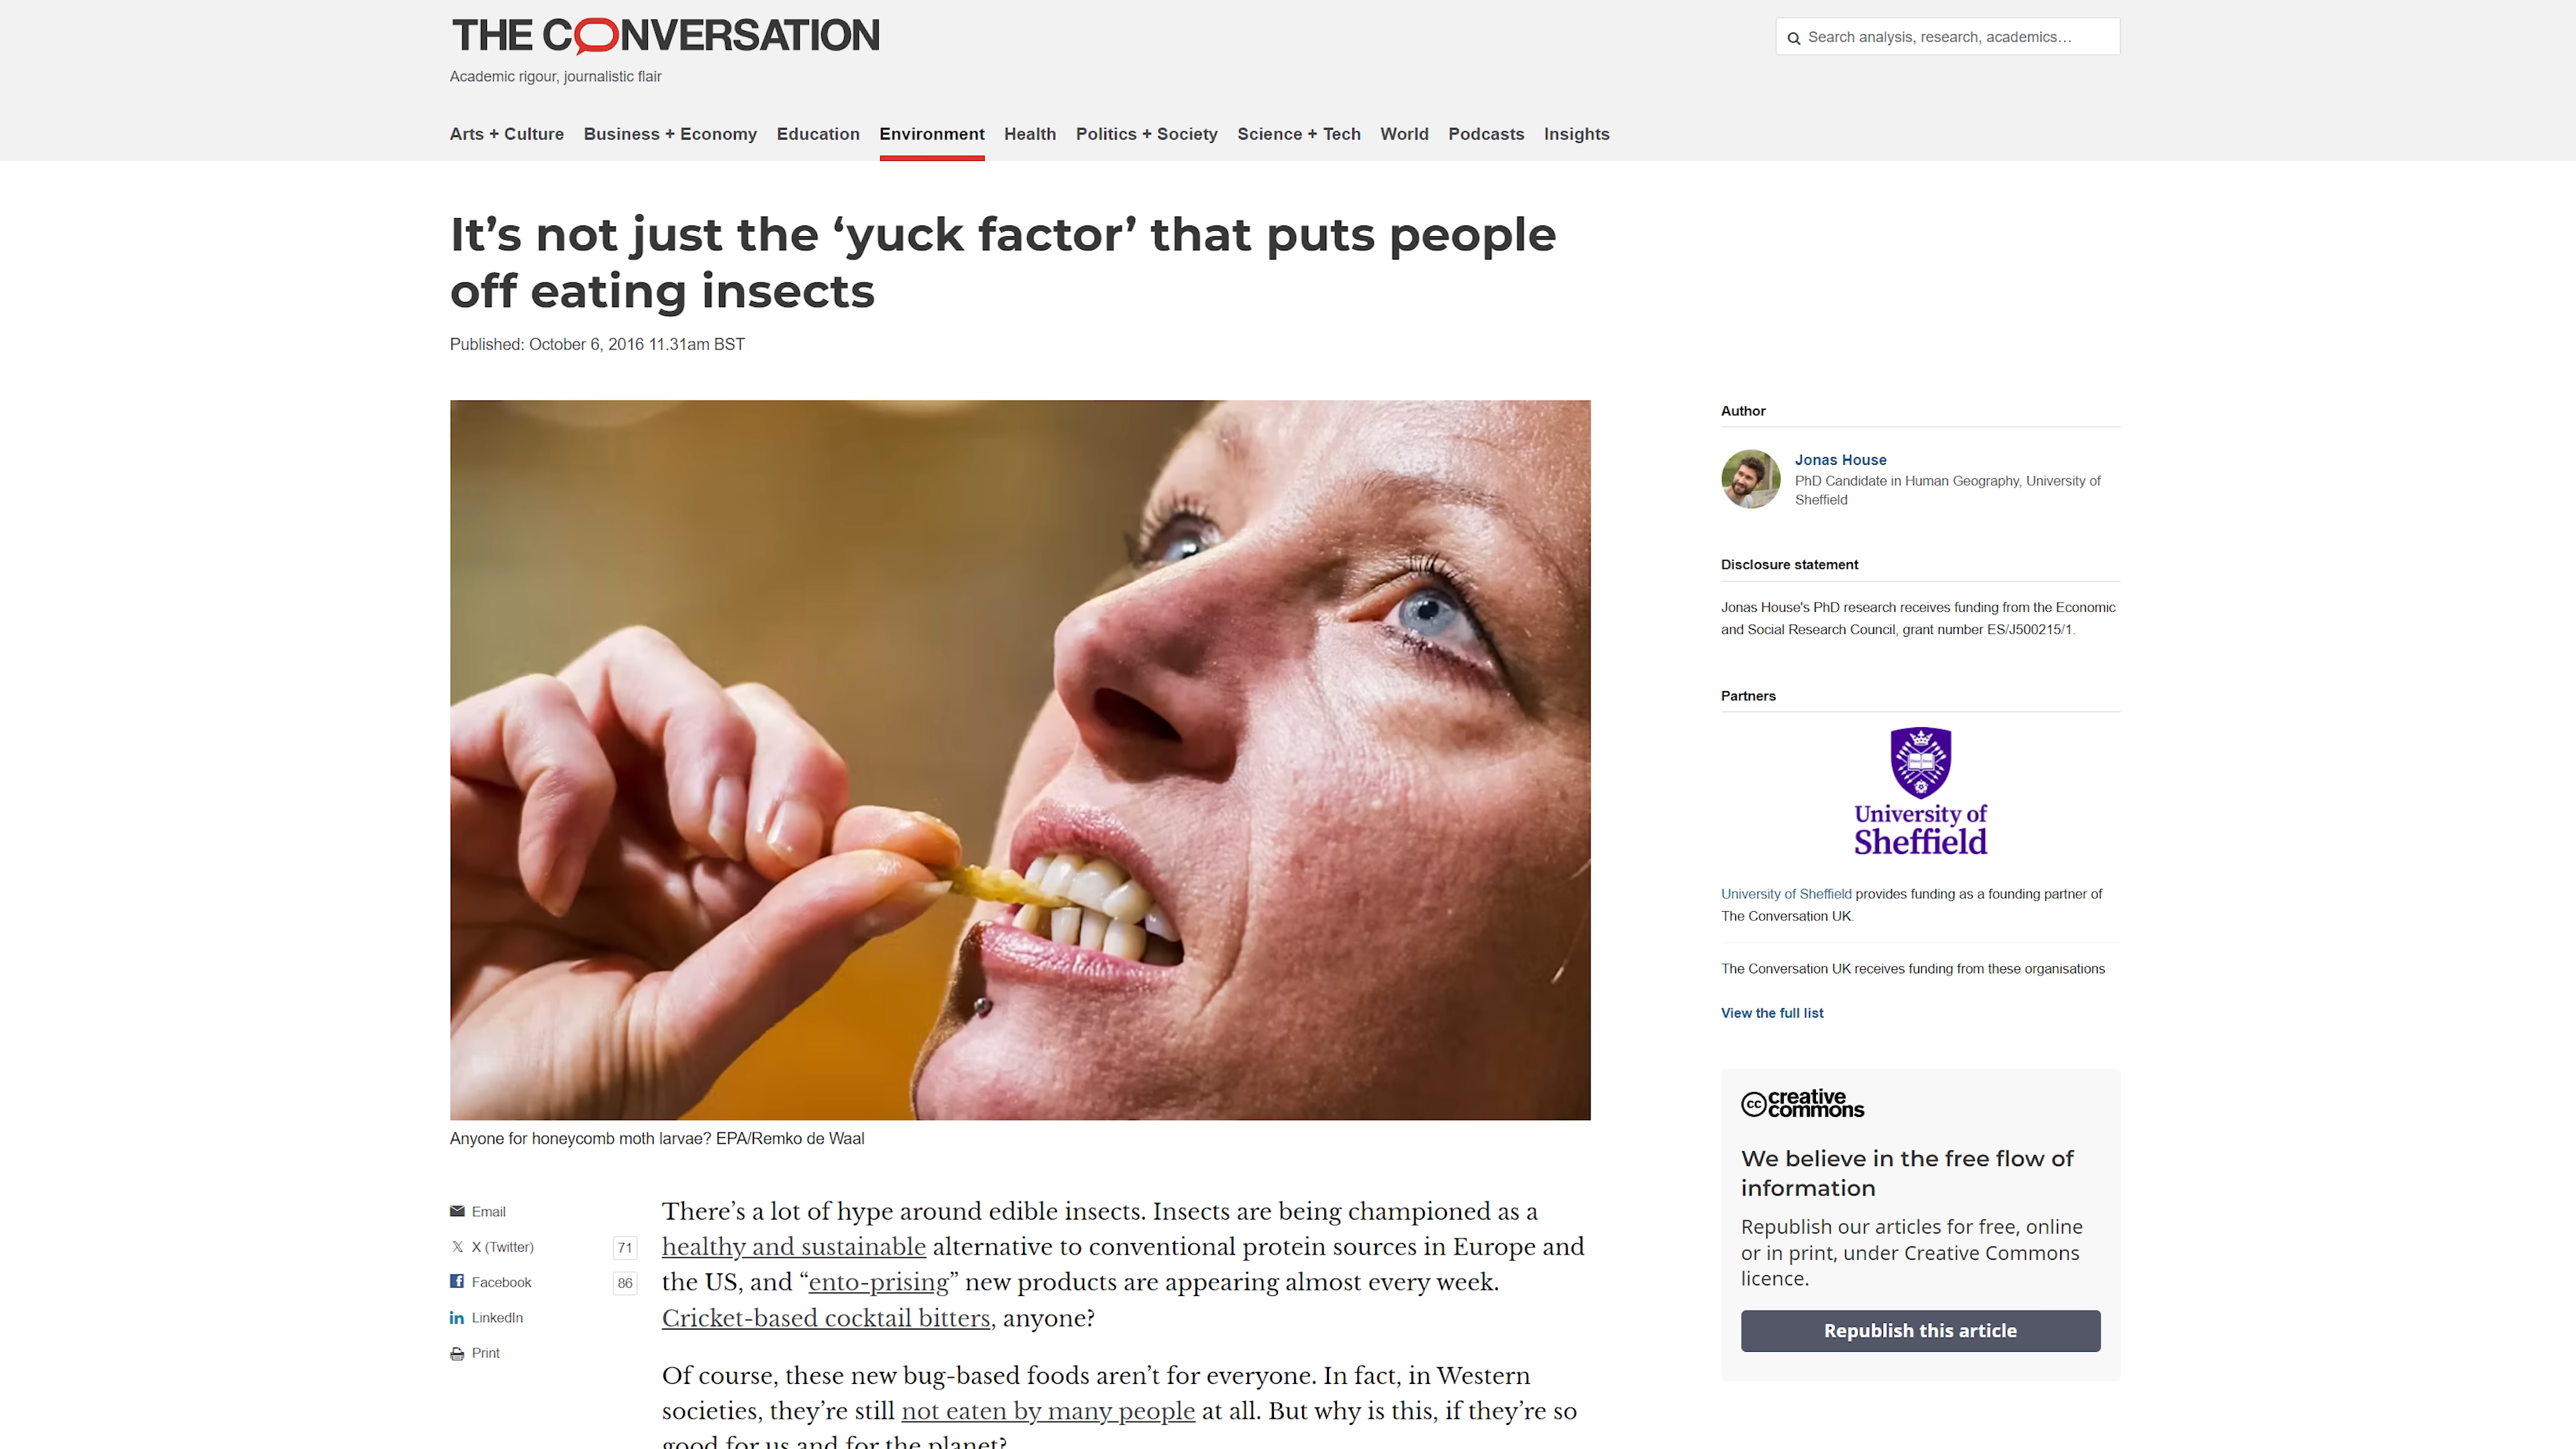 THE CONVERSATION
Academic rigour, journalistic flair
Search analysis, research, academics…
Arts + Culture Business + Economy Education Environment Health Politics + Society Science + Tech World Podcasts Insights
It’s not just the ‘yuck factor’ that puts people
off eating insects
Published: October 6, 2016 11.31am BST
Anyone for honeycomb moth larvae? EPA/Remko de Waal
Email
X (Twitter) 71
Facebook 86
LinkedIn
Print
There’s a lot of hype around edible insects. Insects are being championed as a
healthy and sustainable alternative to conventional protein sources in Europe and
the US, and “ento-prising” new products are appearing almost every week.
Cricket-based cocktail bitters, anyone?
Of course, these new bug-based foods aren’t for everyone. In fact, in Western
societies, they’re still not eaten by many people at all. But why is this, if they’re so
good for us and for the planet?
Author
Jonas House
PhD Candidate in Human Geography, University of
Sheffield
Disclosure statement
Jonas House's PhD research receives funding from the Economic
and Social Research Council, grant number ES/J500215/1.
Partners
University of
Sheffield
University of Sheffield provides funding as a founding partner of
The Conversation UK.
The Conversation UK receives funding from these organisations
View the full list
cc creative
commons
We believe in the free flow of
information
Republish our articles for free, online
or in print, under Creative Commons
licence.
Republish this article